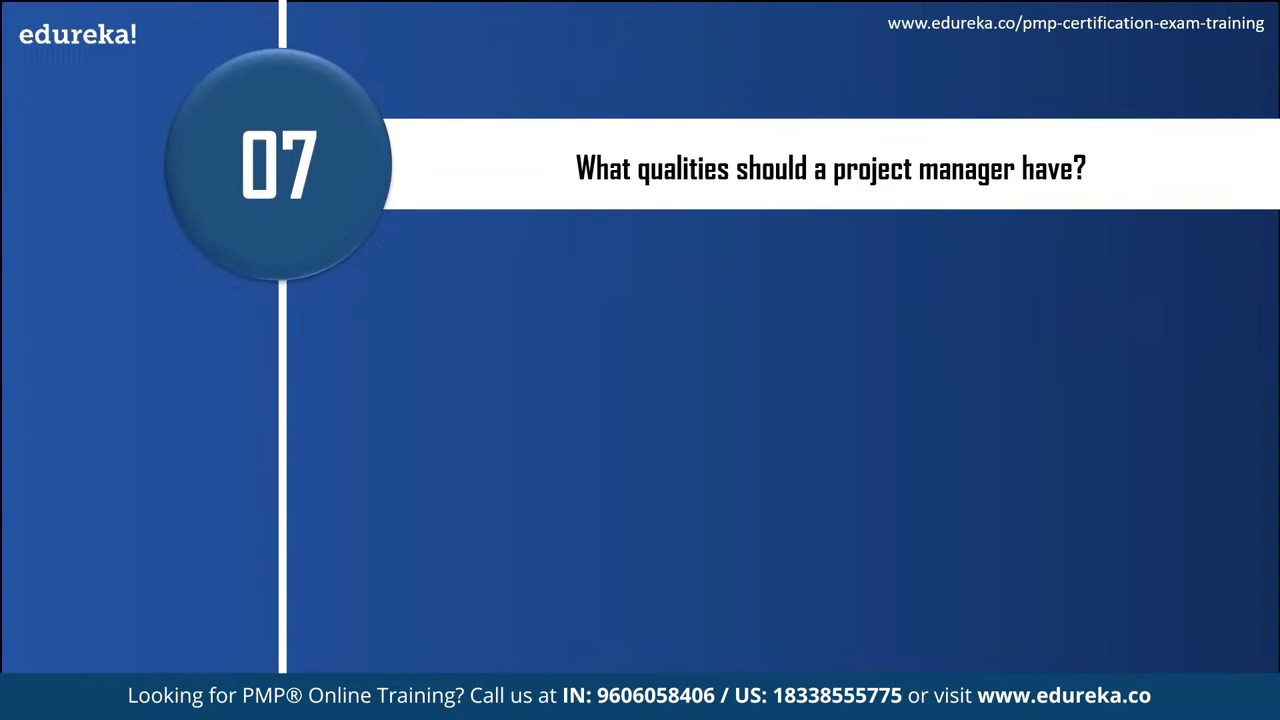 edureka!
www.edureka.co/pmp-certification-exam-training
07
What qualities should a project manager have?
Looking for PMP® Online Training? Call us at IN: 9606058406 / US: 18338555775 or visit www.edureka.co